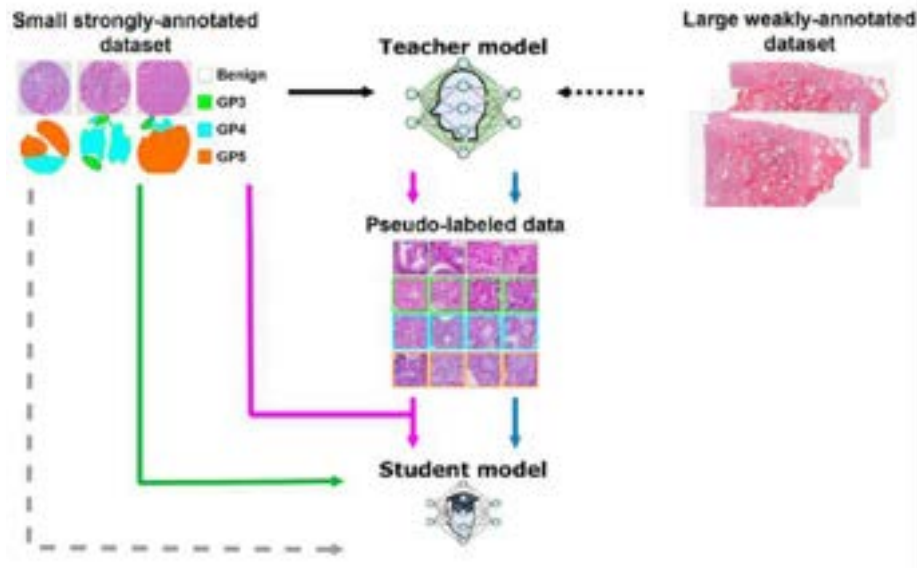 Small strongly-annotated
dataset
Benign
GP3
GP4
GP5
Teacher model
Large weakly-annotated
dataset
Pseudo-labeled data
Student model